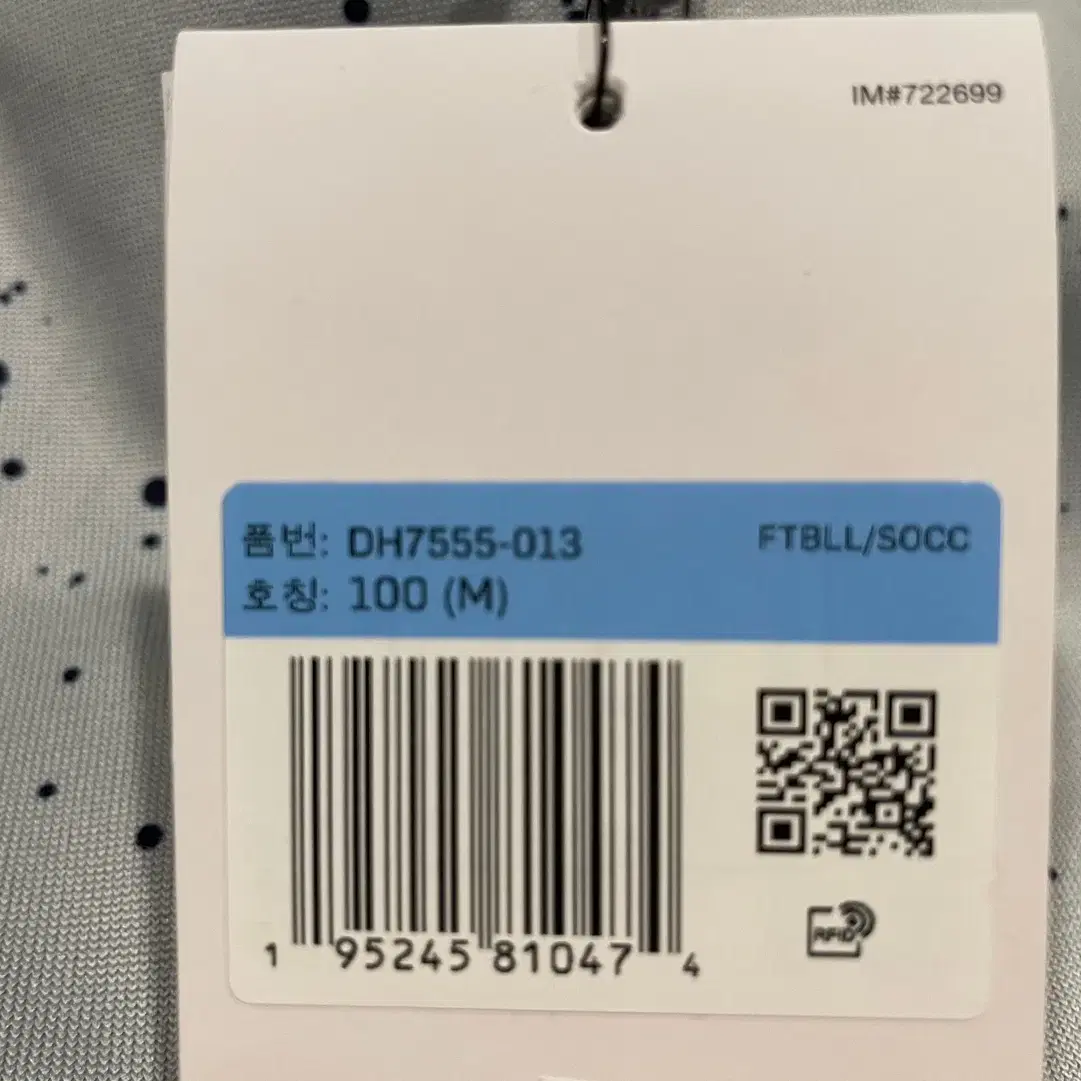 IM#722699
품번: DH7555-013
FTBLL/SOCC
호칭: 100 (M)
1 95245 81047 4
RFID